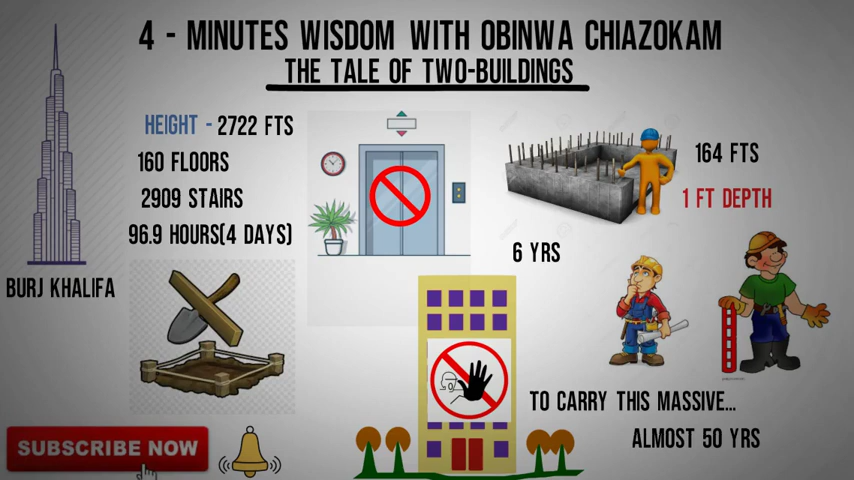 4 - MINUTES WISDOM WITH OBINWA CHIAZOKAM
THE TALE OF TWO-BUILDINGS
HEIGHT - 2722 FTS
160 FLOORS
2909 STAIRS
96.9 HOURS(4 DAYS)
BURJ KHALIFA
164 FTS
1 FT DEPTH
6 YRS
TO CARRY THIS MASSIVE...
ALMOST 50 YRS
SUBSCRIBE NOW